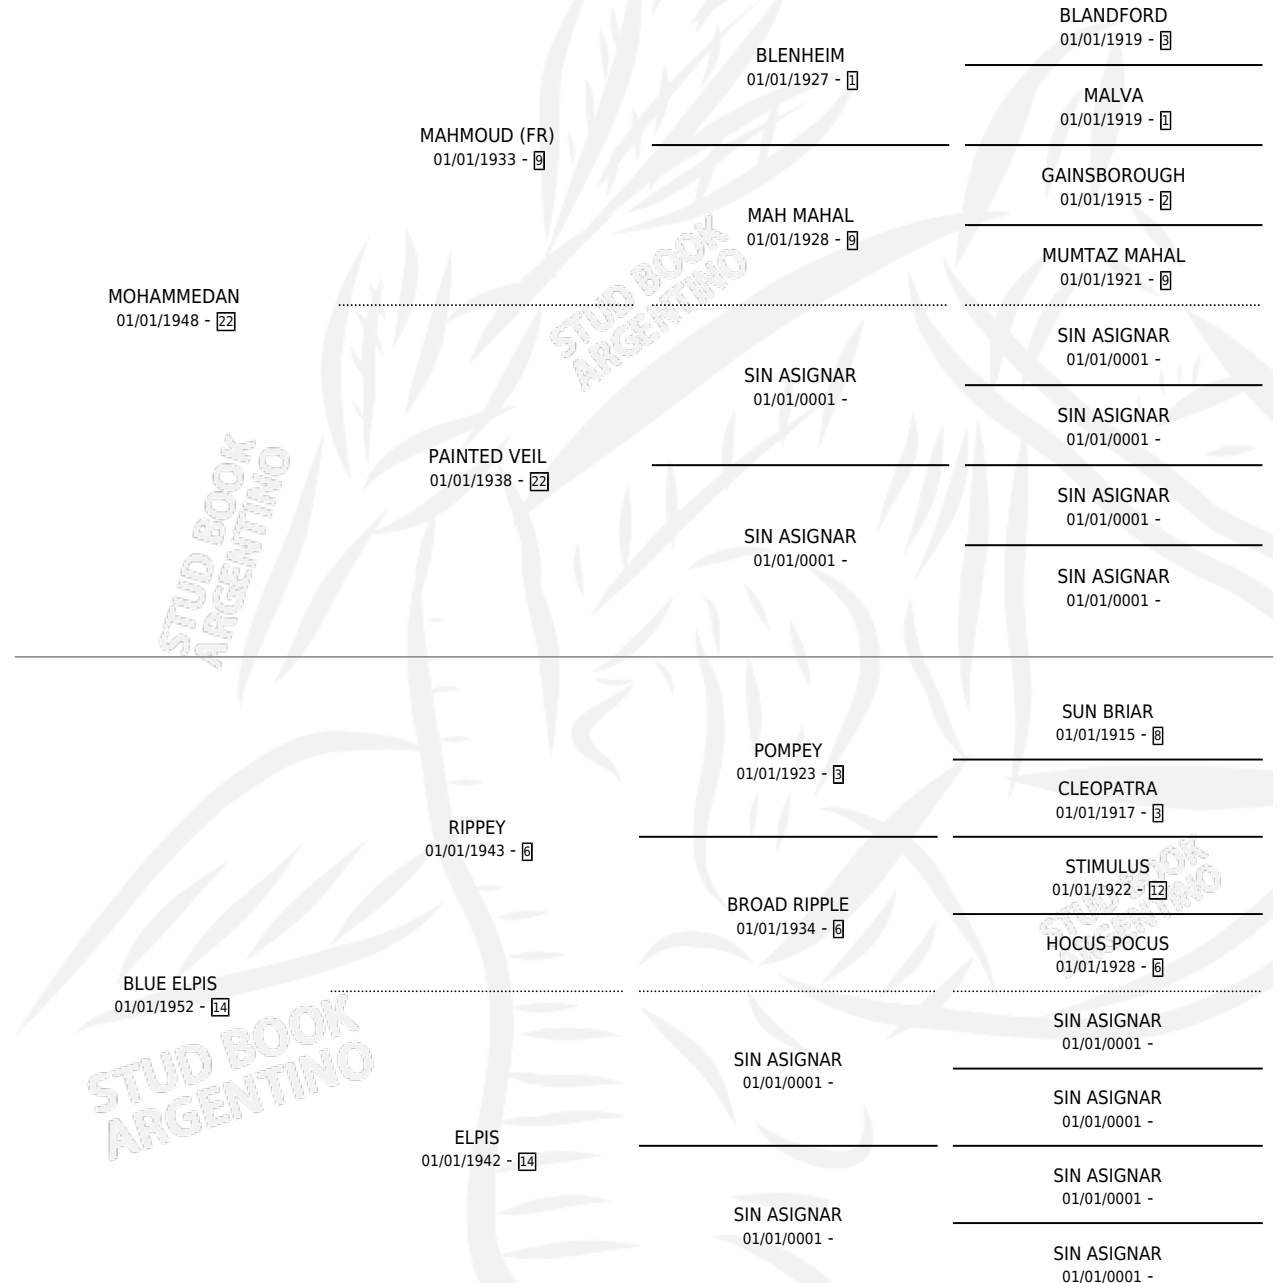 BLANDFORD
01/01/1919 - 3
BLENHEIM
01/01/1927 - 1
MALVA
01/01/1919 - 1
MAHMOUD (FR)
01/01/1933 - 9
GAINSBOROUGH
01/01/1915 - 2
MAH MAHAL
01/01/1928 - 9
MUMTAZ MAHAL
01/01/1921 - 9
MOHAMMEDAN
01/01/1948 - 22
SIN ASIGNAR
01/01/0001 -
SIN ASIGNAR
01/01/0001 -
SIN ASIGNAR
01/01/0001 -
PAINTED VEIL
01/01/1938 - 22
SIN ASIGNAR
01/01/0001 -
SIN ASIGNAR
01/01/0001 -
SIN ASIGNAR
01/01/0001 -
STUD BOOK
ARGENTINO
STUD BOOK
ARGENTINO
SUN BRIAR
01/01/1915 - 8
POMPEY
01/01/1923 - 3
CLEOPATRA
01/01/1917 - 3
RIPPEY
01/01/1943 - 6
STIMULUS
01/01/1922 - 12
BROAD RIPPLE
01/01/1934 - 6
HOCUS POCUS
01/01/1928 - 6
BLUE ELPIS
01/01/1952 - 14
SIN ASIGNAR
01/01/0001 -
SIN ASIGNAR
01/01/0001 -
SIN ASIGNAR
01/01/0001 -
ELPIS
01/01/1942 - 14
SIN ASIGNAR
01/01/0001 -
SIN ASIGNAR
01/01/0001 -
SIN ASIGNAR
01/01/0001 -
STUD BOOK
ARGENTINO
STUD BOOK
ARGENTINO